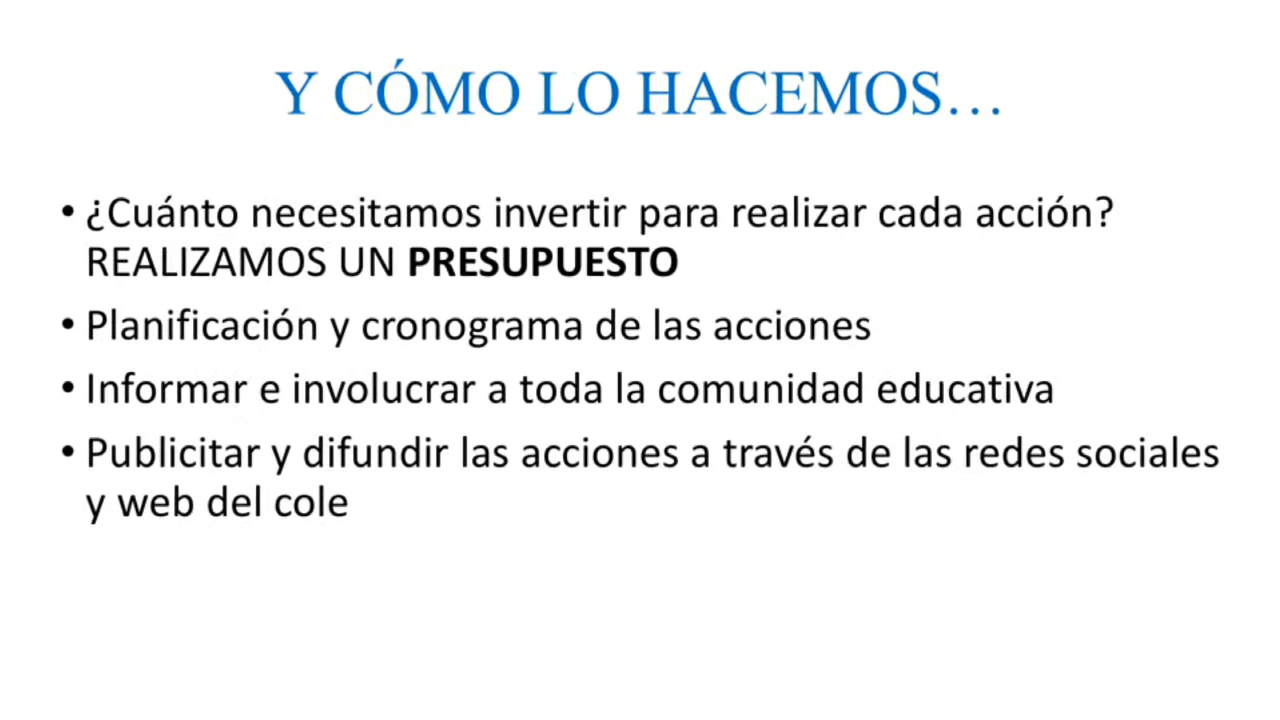 Y CÓMO LO HACEMOS…
• ¿Cuánto necesitamos invertir para realizar cada acción?
REALIZAMOS UN PRESUPUESTO
• Planificación y cronograma de las acciones
• Informar e involucrar a toda la comunidad educativa
• Publicitar y difundir las acciones a través de las redes sociales
y web del cole